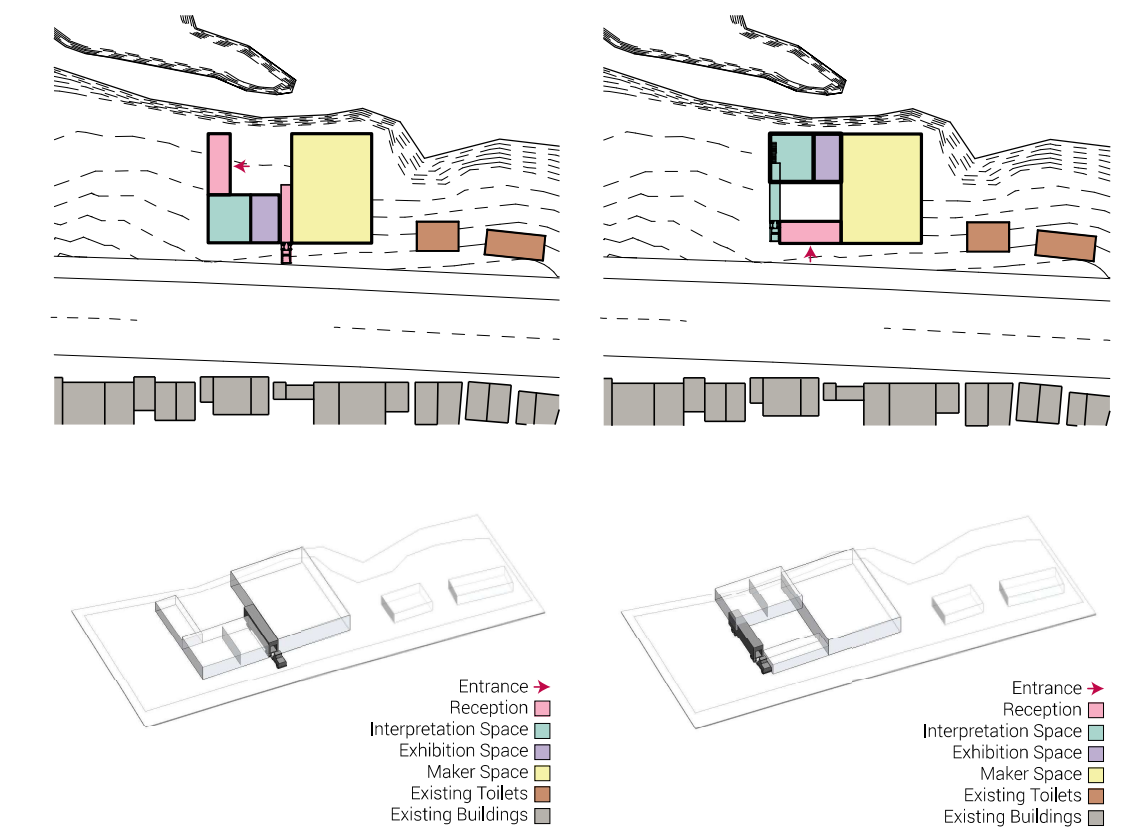 Entrance
Reception
Interpretation Space
Exhibition Space
Maker Space
Existing Toilets
Existing Buildings
Entrance
Reception
Interpretation Space
Exhibition Space
Maker Space
Existing Toilets
Existing Buildings